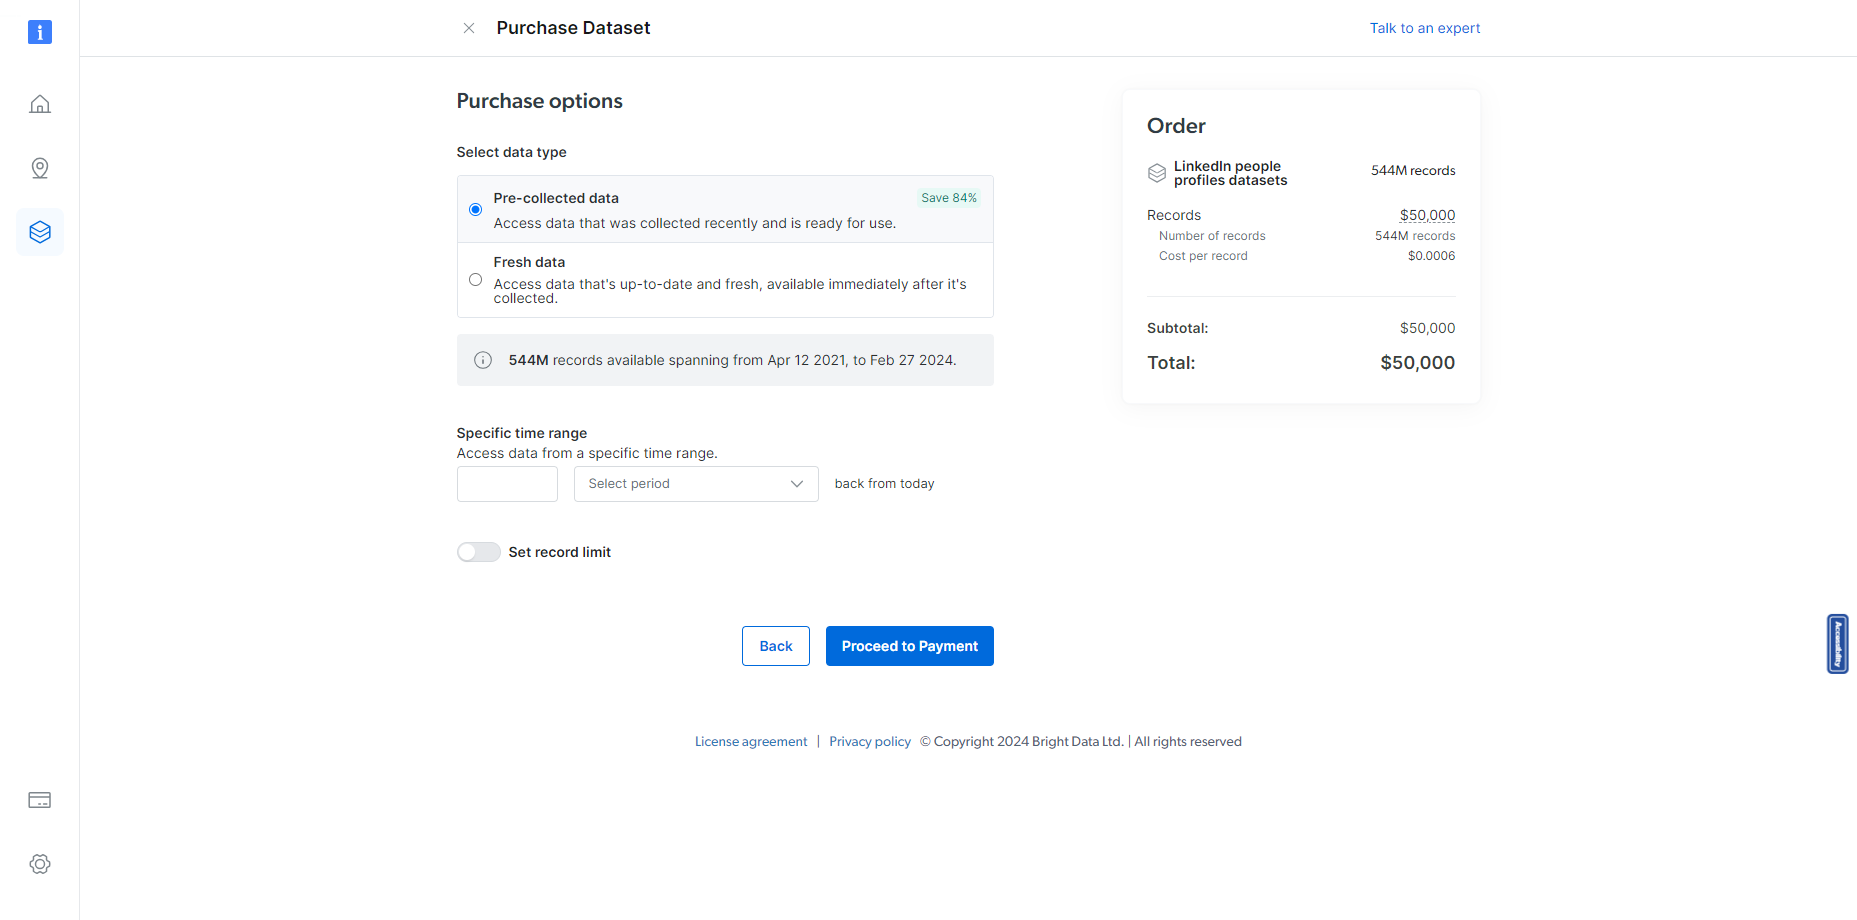 i
Purchase Dataset
Talk to an expert
Purchase options
Select data type
Pre-collected data
Save 84%
Access data that was collected recently and is ready for use.
Fresh data
Access data that's up-to-date and fresh, available immediately after it's
collected.
544M records available spanning from Apr 12 2021, to Feb 27 2024.
Specific time range
Access data from a specific time range.
Select period
back from today
Set record limit
Back
Proceed to Payment
Order
LinkedIn people
profiles datasets
544M records
Records
$50,000
Number of records
544M records
Cost per record
$0.0006
Subtotal:
$50,000
Total:
$50,000
Accessibility
License agreement | Privacy policy © Copyright 2024 Bright Data Ltd. | All rights reserved